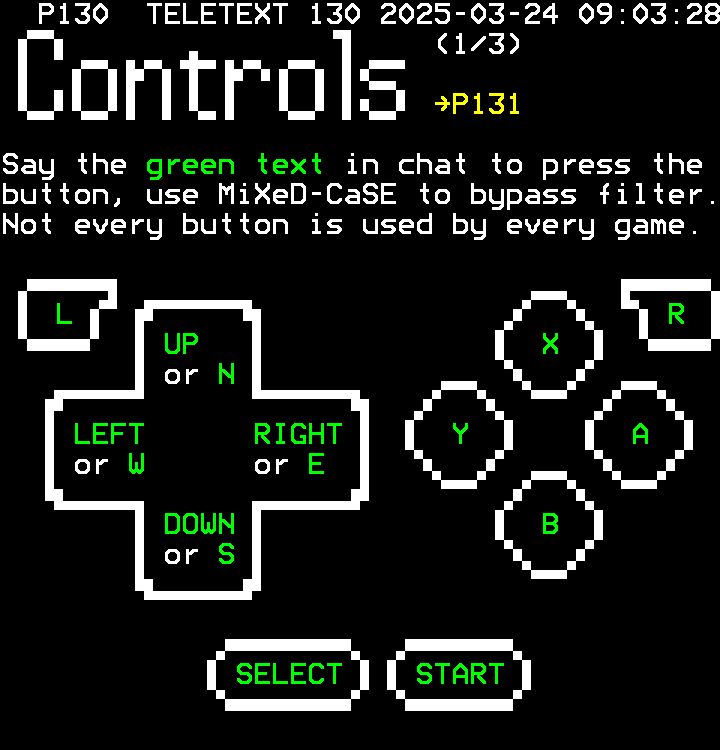 P130 TELETEXT 130 2025-03-24 09:03:28
Controls
(1/3)
→P131
Say the green text in chat to press the
button, use MiXeD-CaSE to bypass filter.
Not every button is used by every game.
L
R
UP
or N
X
LEFT
or W
RIGHT
or E
Y
A
DOWN
or S
B
SELECT
START